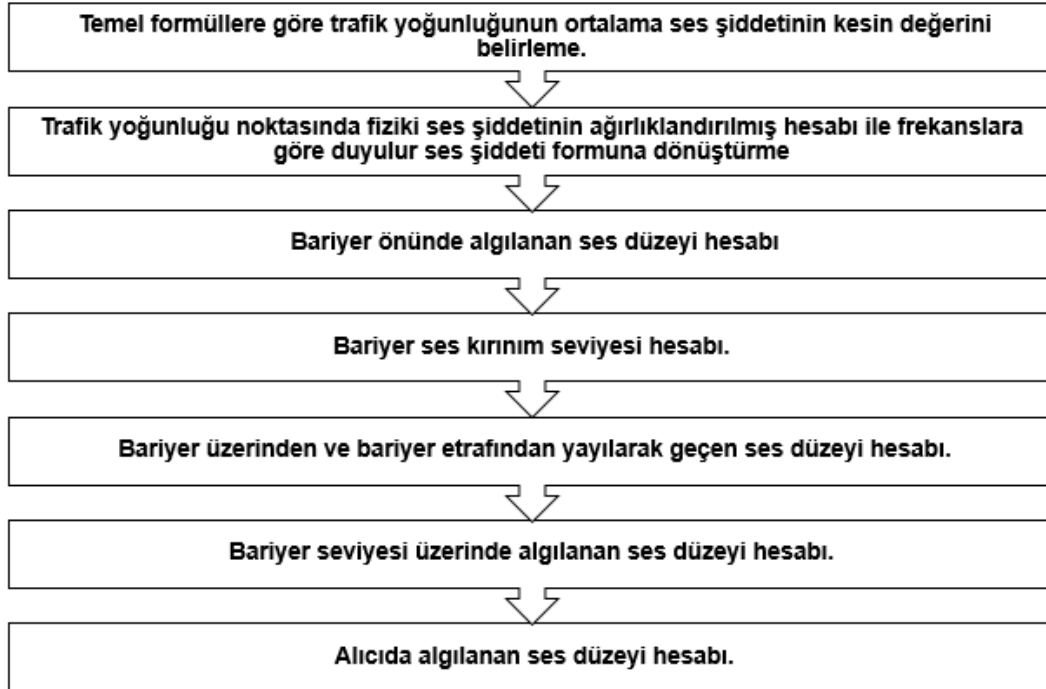 Temel formüllere göre trafik yoğunluğunun ortalama ses şiddetinin kesin değerini
belirleme.
Trafik yoğunluğu noktasında fiziki ses şiddetinin ağırlıklandırılmış hesabı ile frekanslara
göre duyulur ses şiddeti formuna dönüştürme
Bariyer önünde algılanan ses düzeyi hesabı
Bariyer ses kırınım seviyesi hesabı.
Bariyer üzerinden ve bariyer etrafından yayılarak geçen ses düzeyi hesabı.
Bariyer seviyesi üzerinde algılanan ses düzeyi hesabı.
Alıcıda algılanan ses düzeyi hesabı.